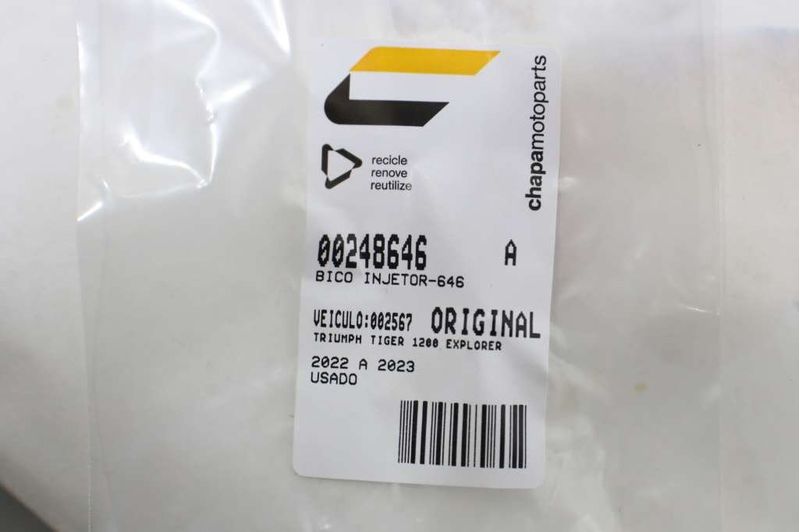 chapamotoparts
recicle
renove
reutilize
00248646 A
BICO INJETOR-646
VEICULO:002567 ORIGINAL
TRIUMPH TIGER 1200 EXPLORER
2022 A 2023
USADO